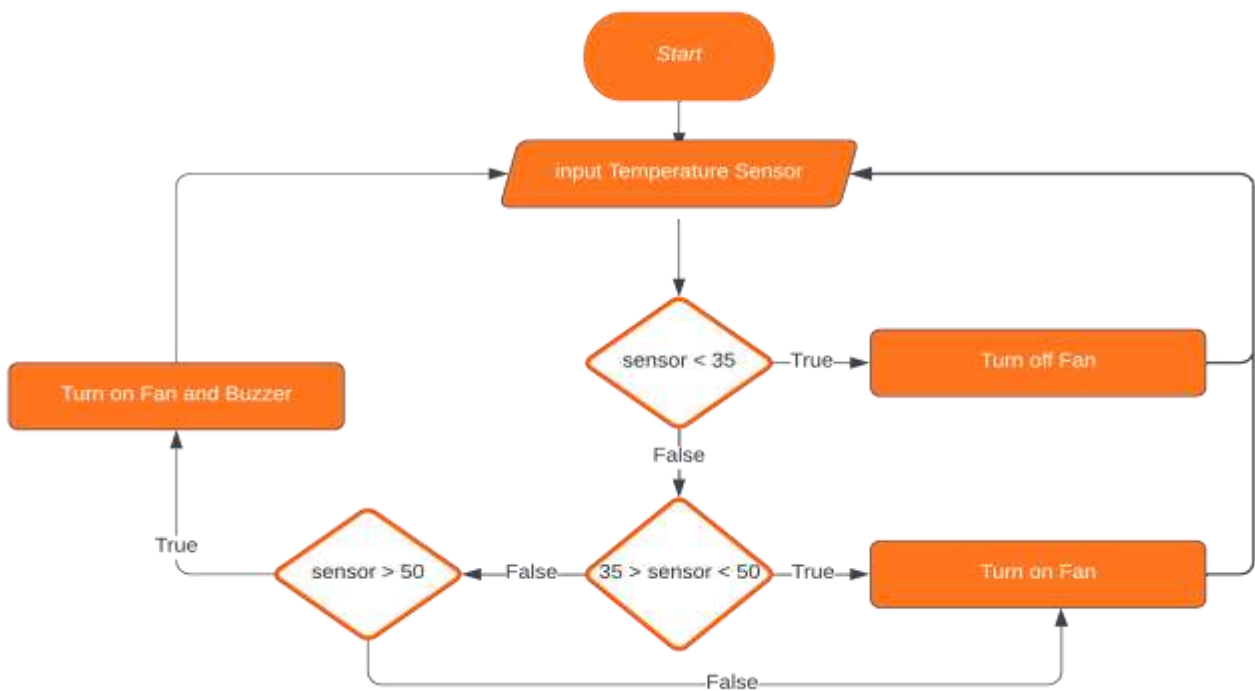 Start
input Temperature Sensor
sensor < 35
True
Turn off Fan
Turn on Fan and Buzzer
False
True
sensor > 50
False
35 > sensor < 50
True
Turn on Fan
False